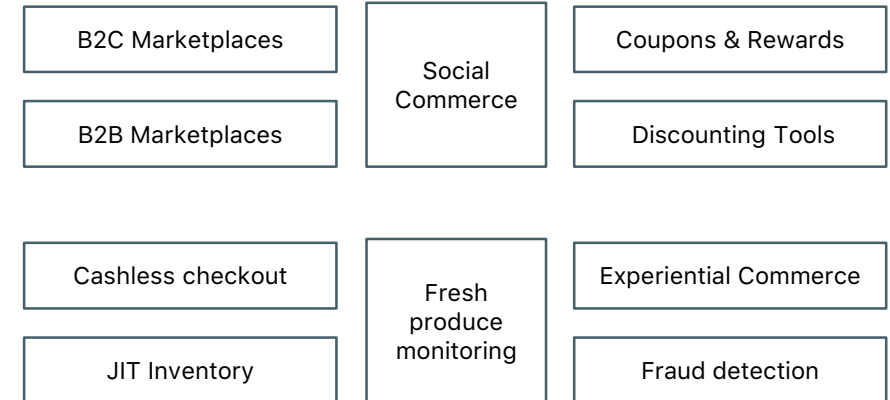 B2C Marketplaces
B2B Marketplaces
Social
Commerce
Coupons & Rewards
Discounting Tools
Cashless checkout
JIT Inventory
Fresh
produce
monitoring
Experiential Commerce
Fraud detection